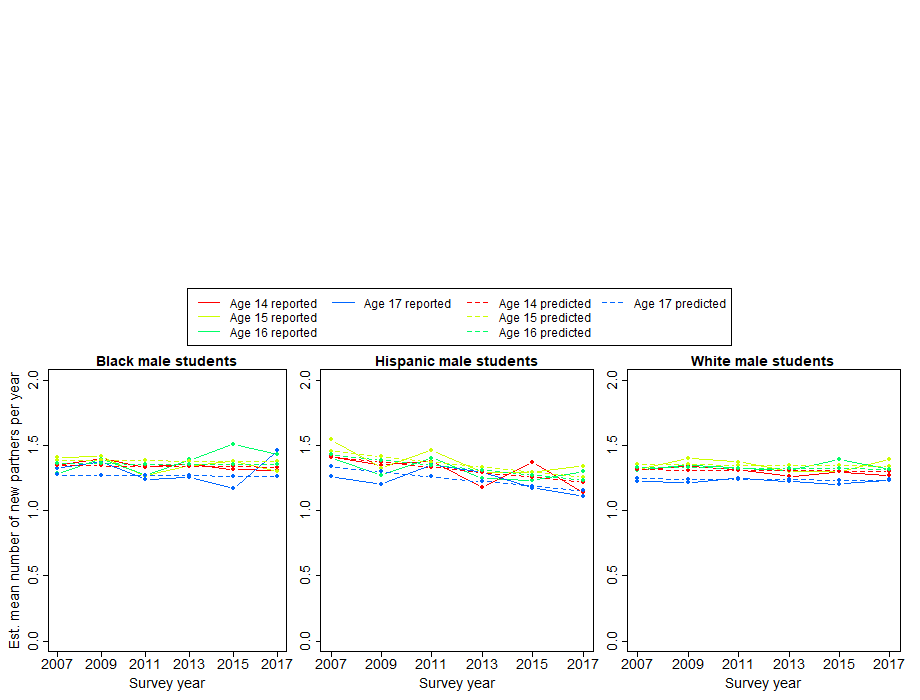 Age 14 reported Age 17 reported Age 14 predicted Age 17 predicted
Age 15 reported Age 15 predicted
Age 16 reported Age 16 predicted
Black male students Hispanic male students White male students
Est. mean number of new partners per year
2.0 2.0 2.0
1.5 1.5 1.5
1.0 1.0 1.0
0.5 0.5 0.5
0.0 0.0 0.0
2007 2009 2011 2013 2015 2017 2007 2009 2011 2013 2015 2017 2007 2009 2011 2013 2015 2017
Survey year Survey year Survey year